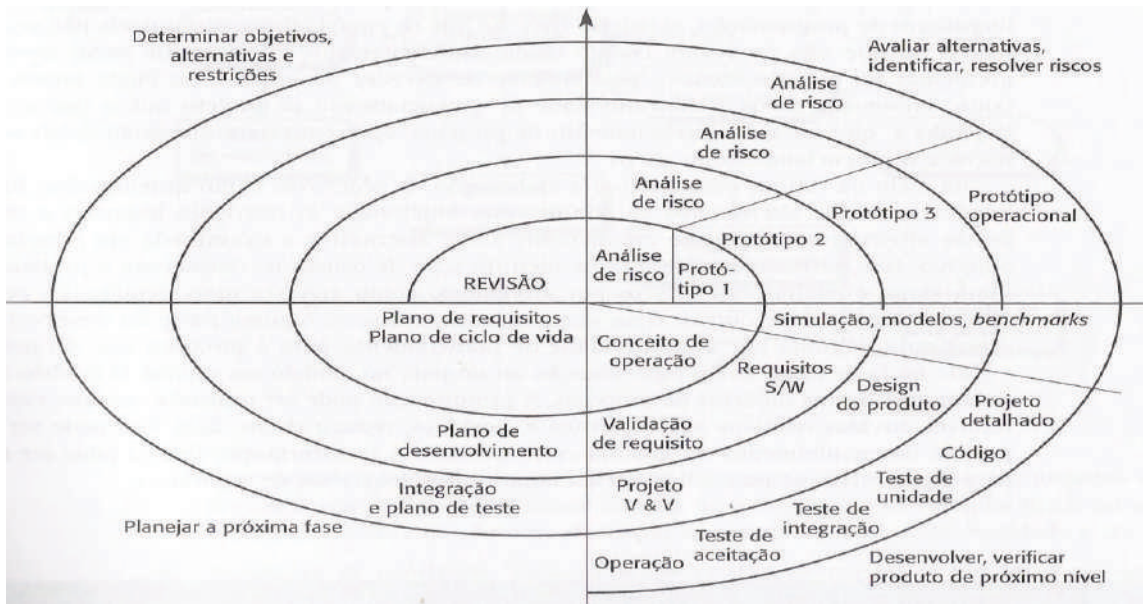 Determinar objetivos,
alternativas e
restrições
Avaliar alternativas,
identificar, resolver riscos
Análise
de risco
Análise
de risco
Análise
de risco
Análise
de risco
Protó-
tipo 1
Protótipo 2
Protótipo 3
Protótipo
operacional
REVISÃO
Plano de requisitos
Plano de ciclo de vida
Simulação, modelos, benchmarks
Conceito de
operação
Requisitos
S/W
Design
do produto
Projeto
detalhado
Plano de
desenvolvimento
Validação
de requisito
Código
Integração
e plano de teste
Projeto
V & V
Teste de
unidade
Teste de
integração
Teste de
aceitação
Operação
Planejar a próxima fase
Desenvolver, verificar
produto de próximo nível